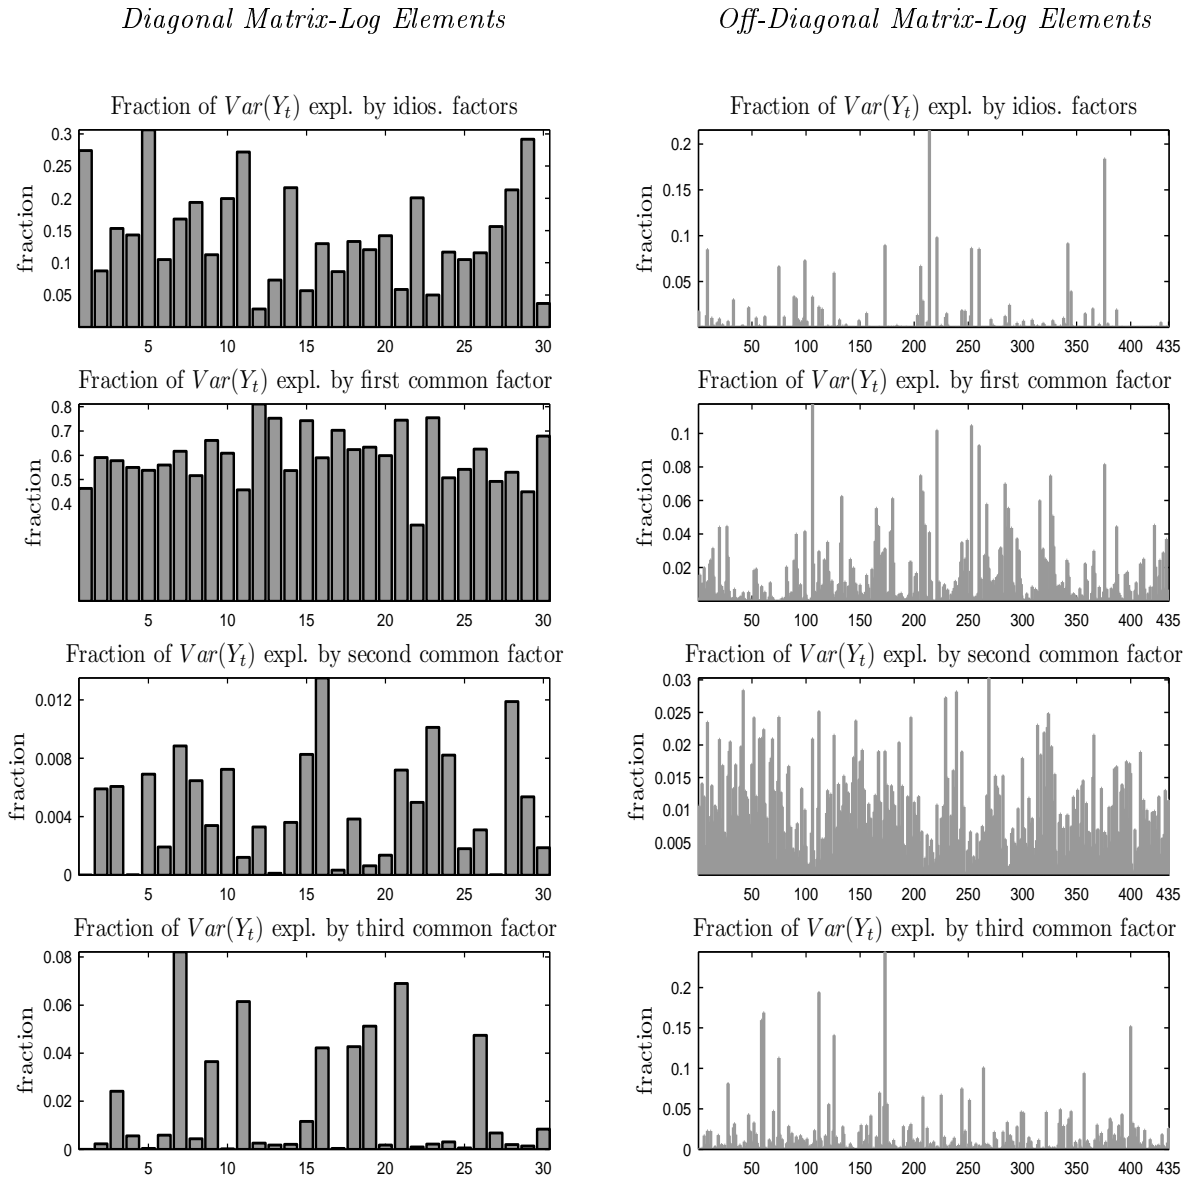 Diagonal Matrix-Log Elements
Off-Diagonal Matrix-Log Elements
Fraction of Var(Y_t) expl. by idios. factors
fraction
0.3
0.25
0.2
0.15
0.1
0.05
5 10 15 20 25 30
Fraction of Var(Y_t) expl. by idios. factors
fraction
0.2
0.15
0.1
0.05
50 100 150 200 250 300 350 400 435
Fraction of Var(Y_t) expl. by first common factor
fraction
0.8
0.7
0.6
0.5
0.4
5 10 15 20 25 30
Fraction of Var(Y_t) expl. by first common factor
fraction
0.1
0.08
0.06
0.04
0.02
50 100 150 200 250 300 350 400 435
Fraction of Var(Y_t) expl. by second common factor
fraction
0.012
0.008
0.004
0
5 10 15 20 25 30
Fraction of Var(Y_t) expl. by second common factor
fraction
0.03
0.025
0.02
0.015
0.01
0.005
50 100 150 200 250 300 350 400 435
Fraction of Var(Y_t) expl. by third common factor
fraction
0.08
0.06
0.04
0.02
0
5 10 15 20 25 30
Fraction of Var(Y_t) expl. by third common factor
fraction
0.2
0.15
0.1
0.05
0
50 100 150 200 250 300 350 400 435